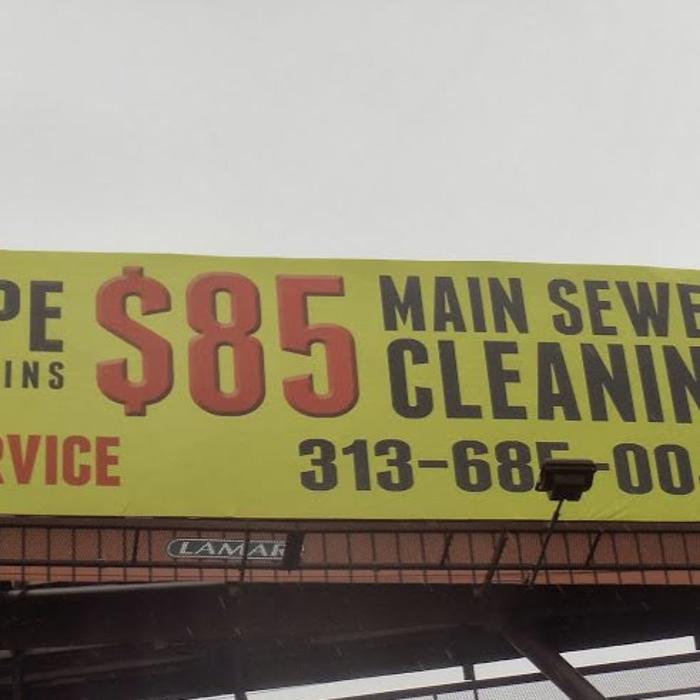 PE $85 MAIN SEWE
INS CLEANIN
RVICE 313-685-00
LAMAR